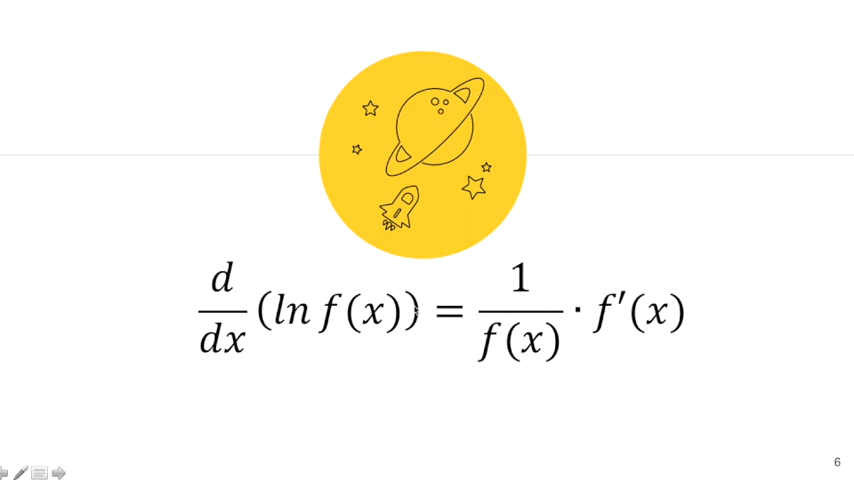 d/dx (ln f(x)) = 1/f(x) · f′(x)
6